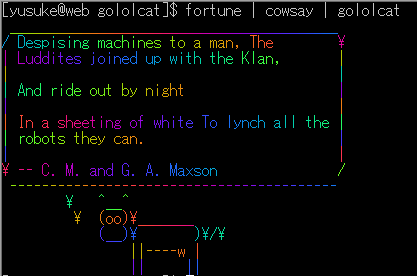 [yusuke@web gololcat]$ fortune | cowsay | gololcat
/ Despising machines to a man, The ¥
| Luddites joined up with the Klan, |
| And ride out by night |
| In a sheeting of white To lynch all the |
| robots they can. |
¥ -- C. M. and G. A. Maxson /
-----------------------------------------
¥ ^__^
¥ (oo)¥_______
(__)¥ )¥/¥
||----w |